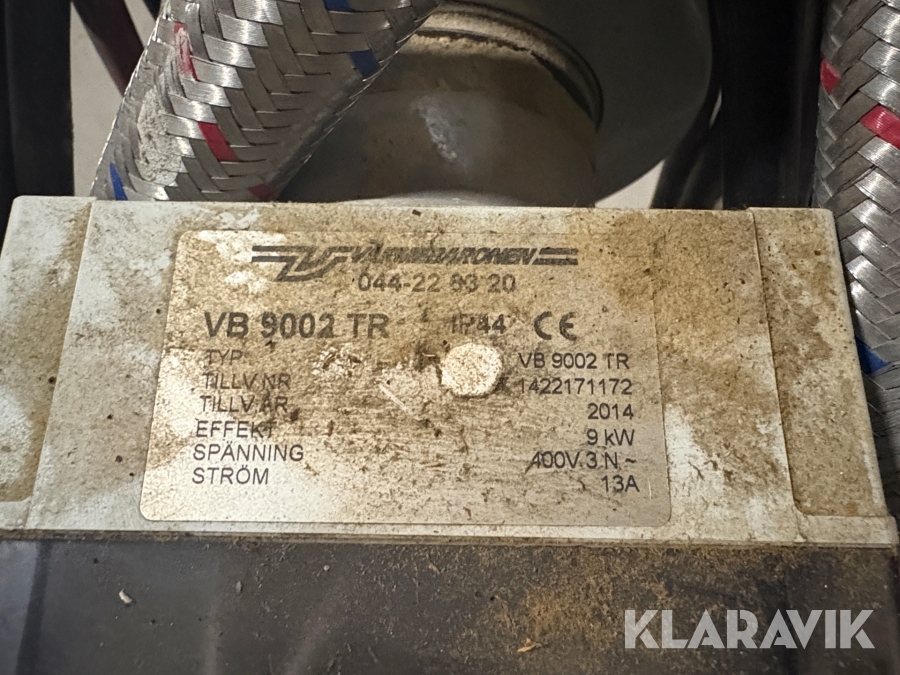 VÄRMEBARONEN
044-22 83 20
VB 9002 TR IP44 CE
TYP VB 9002 TR
TILLV.NR 1422171172
TILLV.ÅR 2014
EFFEKT 9 kW
SPÄNNING 400V 3 N ~
STRÖM 13A
KLARAVIK